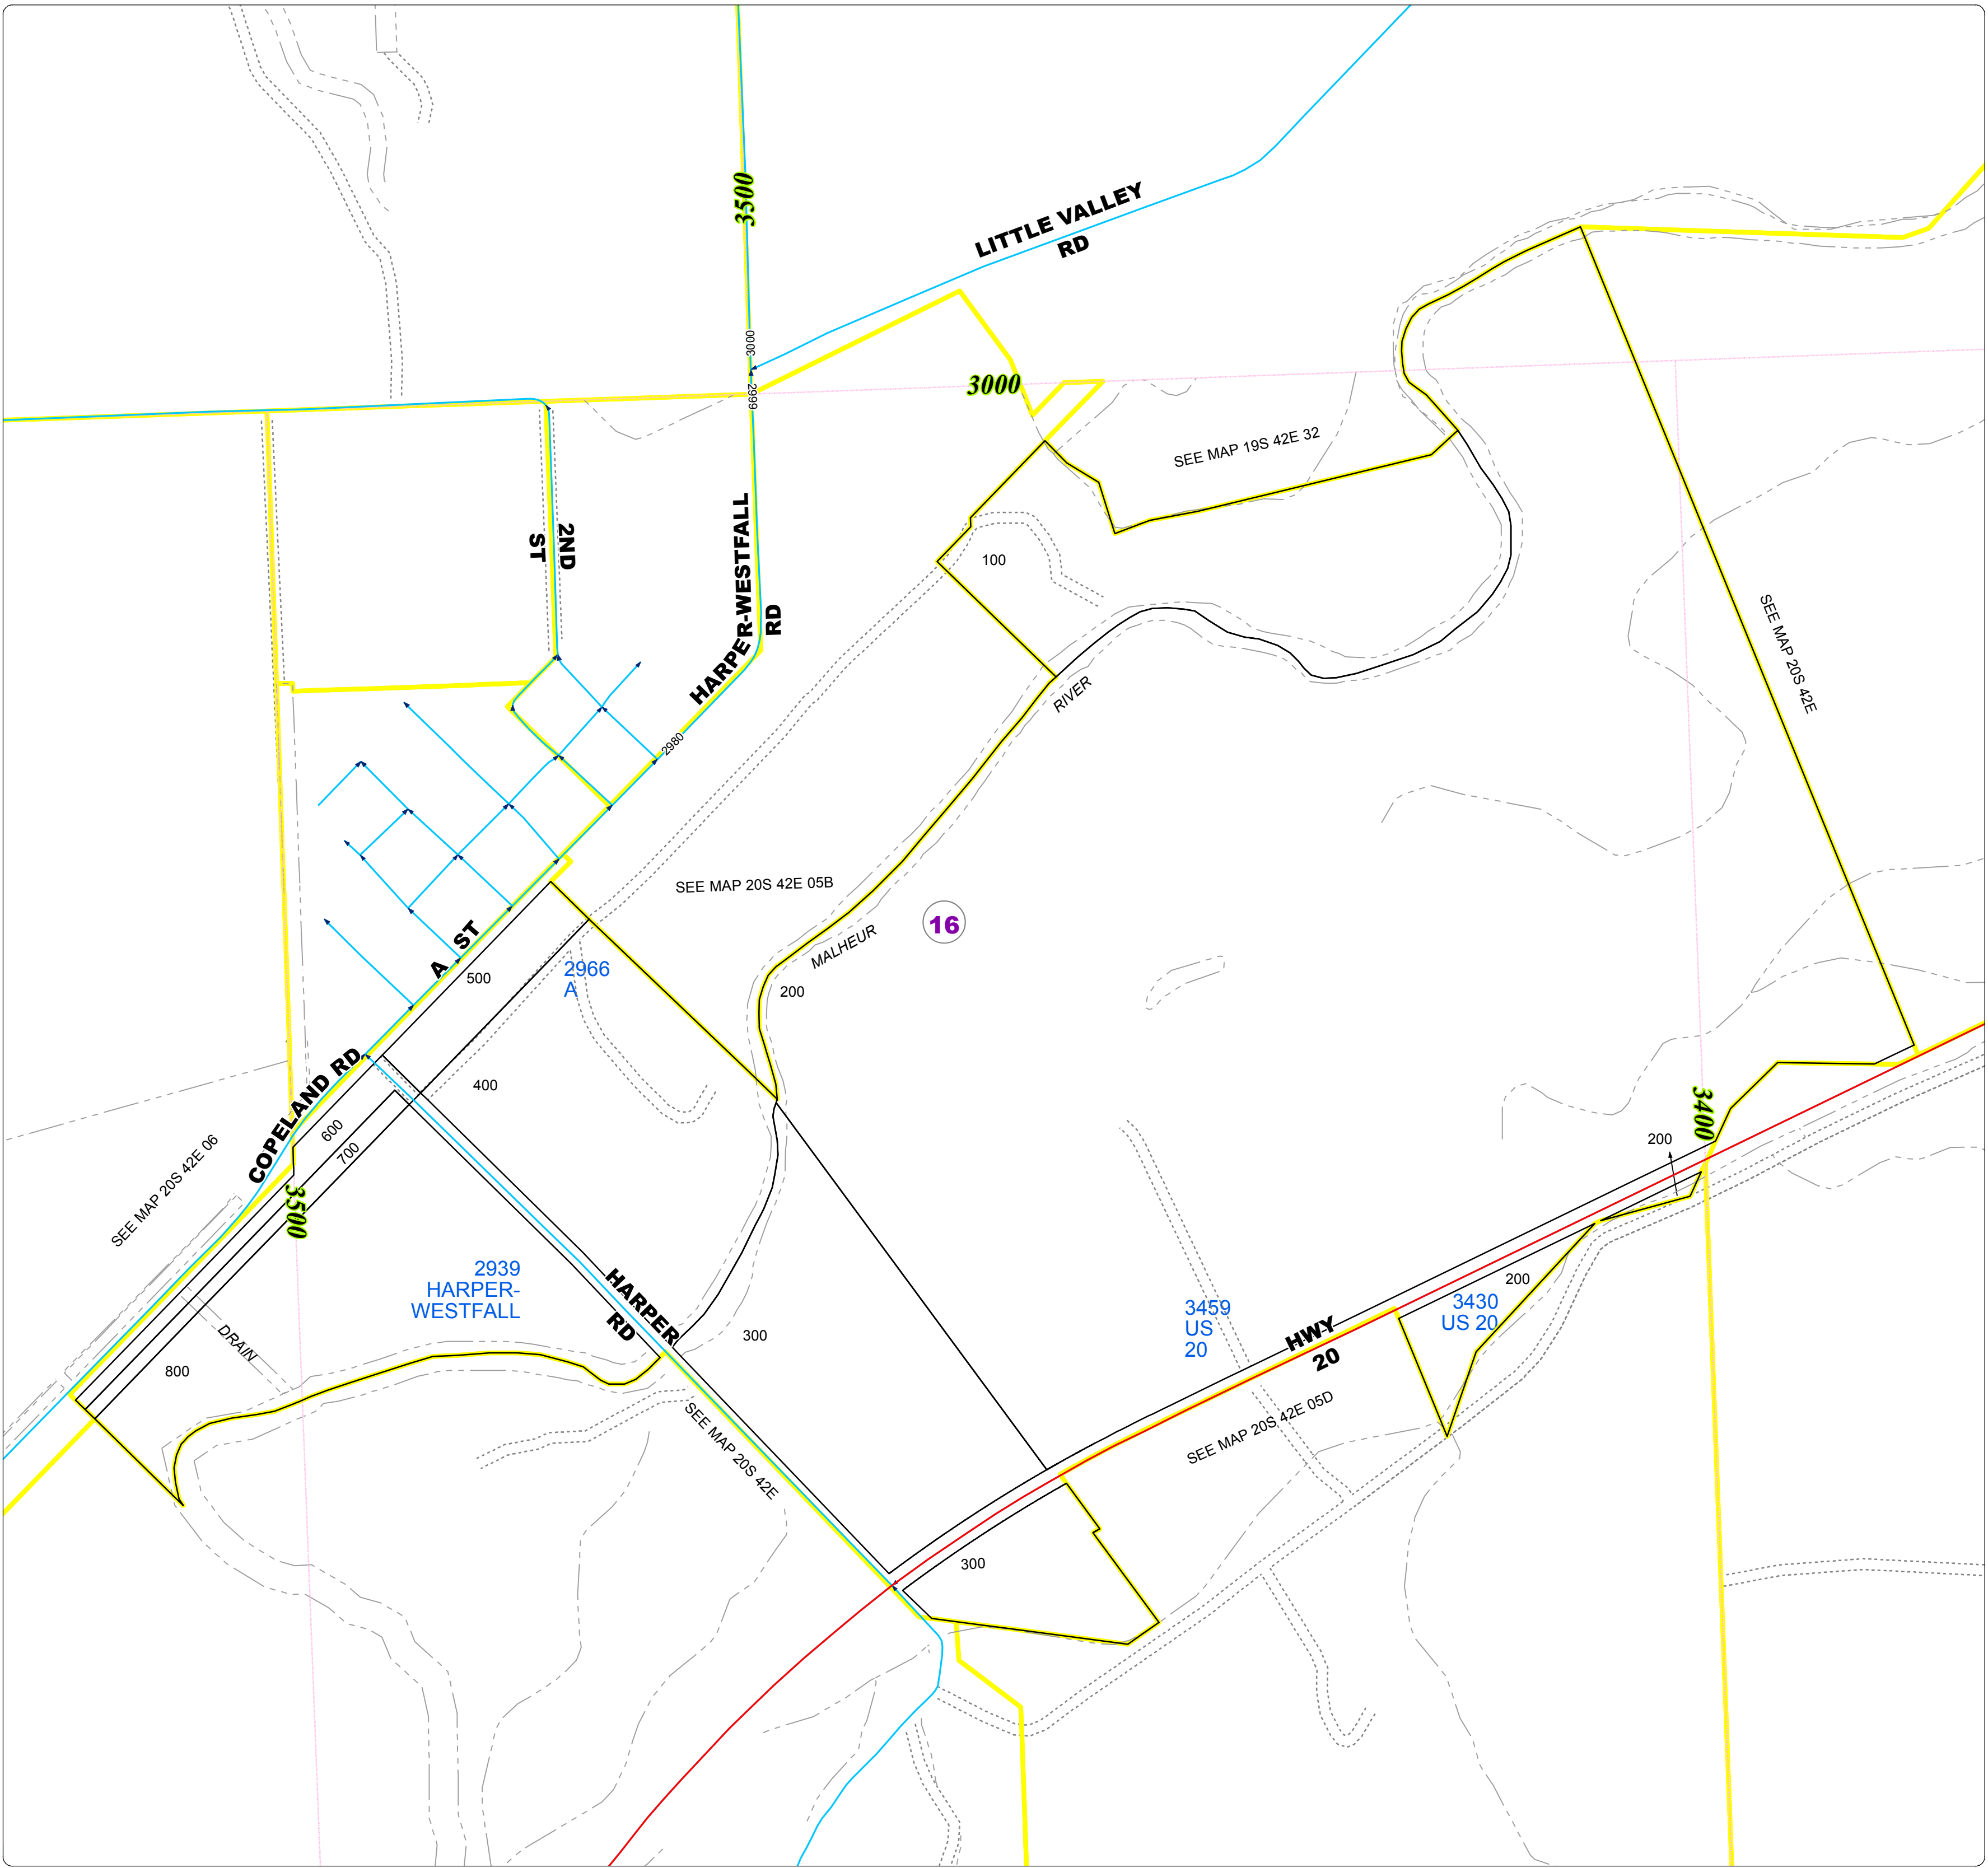 3500
LITTLE VALLEY
RD
3000
2999
3000
SEE MAP 19S 42E 32
2ND
ST
HARPER-WESTFALL
RD
100
SEE MAP 20S 42E
RIVER
2980
SEE MAP 20S 42E 05B
16
MALHEUR
A ST
500
2966
A
200
400
COPELAND RD
600
700
SEE MAP 20S 42E 06
3500
3400
200
2939
HARPER-
WESTFALL
HARPER
RD
200
3430
US 20
3459
US
20
HWY
20
DRAIN
300
800
SEE MAP 20S 42E
SEE MAP 20S 42E 05D
300